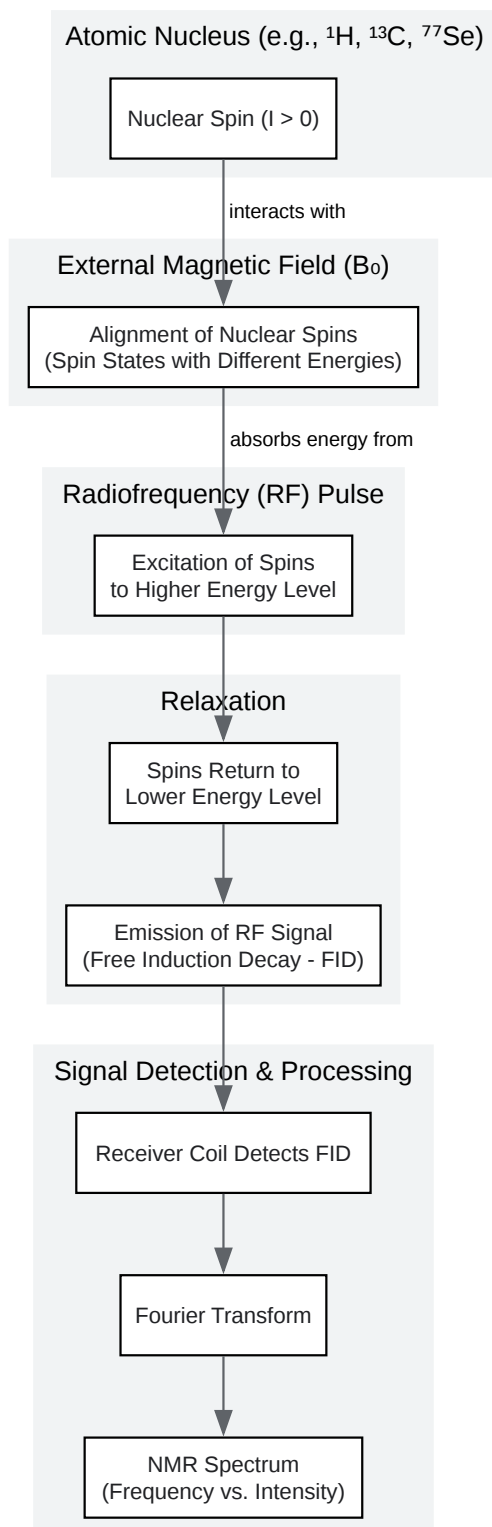 Atomic Nucleus (e.g., ¹H, ¹³C, ⁷⁷Se)
Nuclear Spin (I > 0)
interacts with
External Magnetic Field (B₀)
Alignment of Nuclear Spins
(Spin States with Different Energies)
absorbs energy from
Radiofrequency (RF) Pulse
Excitation of Spins
to Higher Energy Level
Relaxation
Spins Return to
Lower Energy Level
Emission of RF Signal
(Free Induction Decay - FID)
Signal Detection & Processing
Receiver Coil Detects FID
Fourier Transform
NMR Spectrum
(Frequency vs. Intensity)